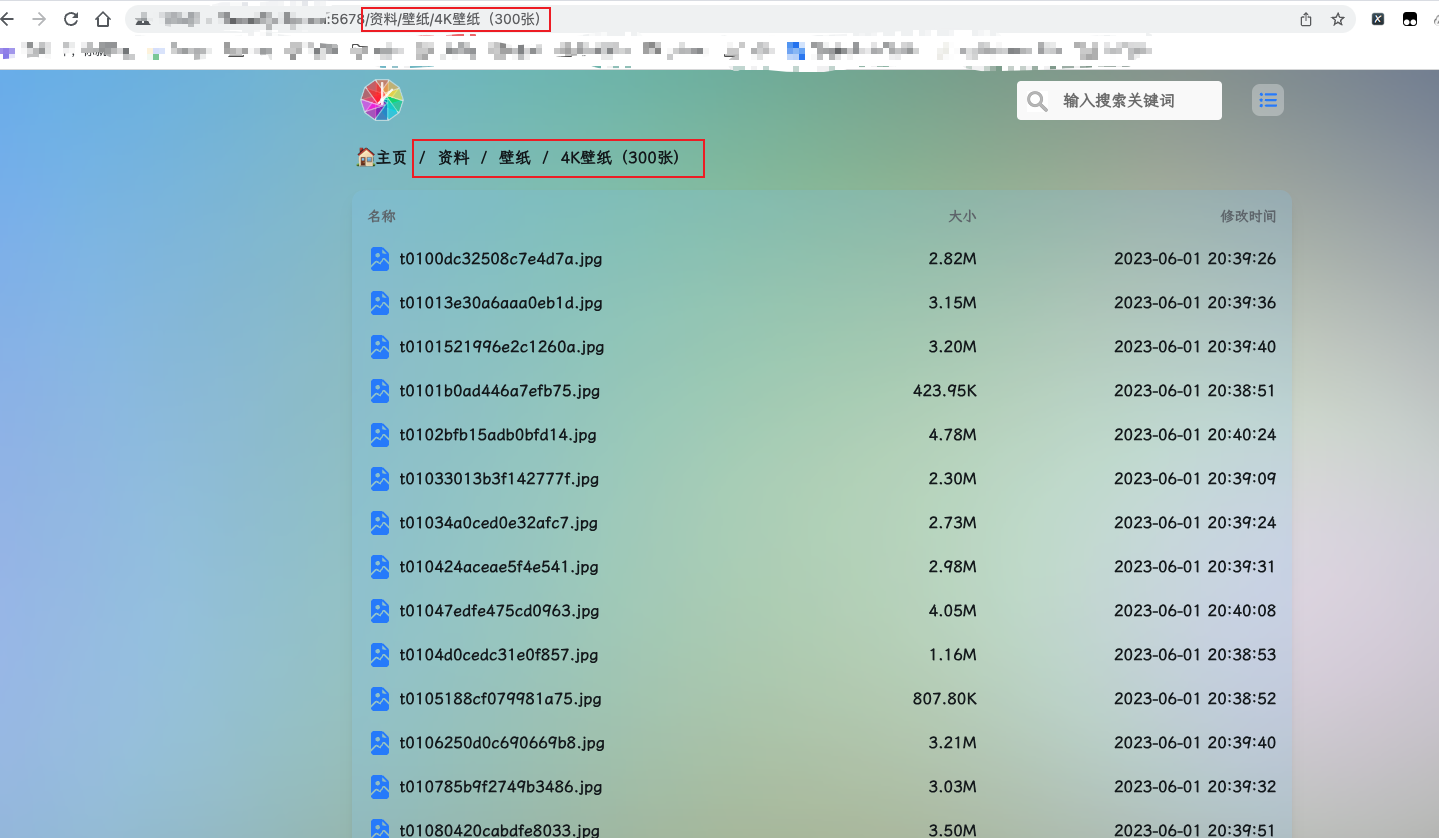 :5678/资料/壁纸/4K壁纸（300张）
输入搜索关键词
🏠主页 / 资料 / 壁纸 / 4K壁纸（300张）
名称 大小 修改时间
t0100dc32508c7e4d7a.jpg 2.82M 2023-06-01 20:39:26
t01013e30a6aaa0eb1d.jpg 3.15M 2023-06-01 20:39:36
t0101521996e2c1260a.jpg 3.20M 2023-06-01 20:39:40
t0101b0ad446a7efb75.jpg 423.95K 2023-06-01 20:38:51
t0102bfb15adb0bfd14.jpg 4.78M 2023-06-01 20:40:24
t01033013b3f142777f.jpg 2.30M 2023-06-01 20:39:09
t01034a0ced0e32afc7.jpg 2.73M 2023-06-01 20:39:24
t010424aceae5f4e541.jpg 2.98M 2023-06-01 20:39:31
t01047edfe475cd0963.jpg 4.05M 2023-06-01 20:40:08
t0104d0cedc31e0f857.jpg 1.16M 2023-06-01 20:38:53
t0105188cf079981a75.jpg 807.80K 2023-06-01 20:38:52
t0106250d0c690669b8.jpg 3.21M 2023-06-01 20:39:40
t010785b9f2749b3486.jpg 3.03M 2023-06-01 20:39:32
t01080420cabdfe8033.jpg 3.50M 2023-06-01 20:39:51